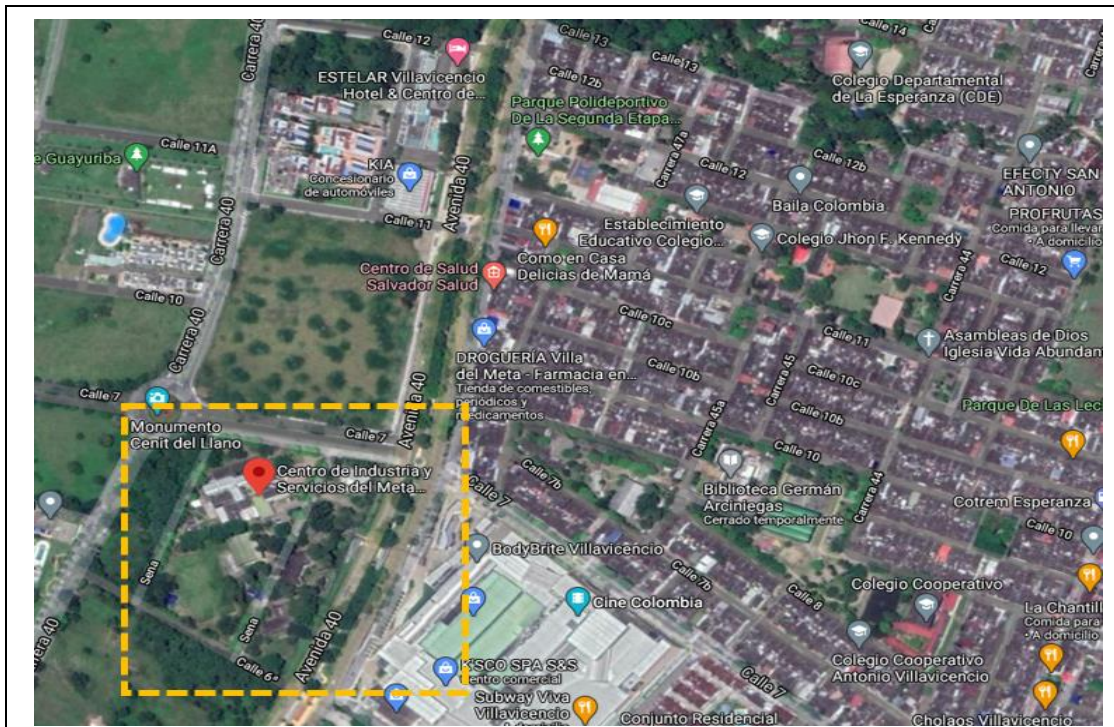 Calle 12
Carrera 40
ESTELAR Villavicencio
Hotel & Centro de...
Calle 13
Calle 12b
Calle 13
Calle 14
Colegio Departamental
de La Esperanza (CDE)
Parque Polideportivo
De La Segunda Etapa...
Carrera 47a
Calle 11A
e Guayuriba
KIA
Concesionario
de automóviles
Avenida 40
Calle 12
Calle 12b
EFECTY SAN
ANTONIO
Baila Colombia
PROFRUTAS
Comida para llevar
• A domicilio
Calle 11
Carrera 40
Establecimiento
Educativo Colegio...
Colegio Jhon F. Kennedy
Como en Casa
Delicias de Mamá
Carrera 44
Calle 12
Centro de Salud
Salvador Salud
Calle 10
Carrera 40
Calle 10c
Calle 11
Asambleas de Dios
Iglesia Vida Abundan
DROGUERÍA Villa
del Meta - Farmacia en...
Tienda de comestibles,
periódicos y
medicamentos
Calle 10b
Carrera 45
Calle 10c
Calle 7
Avenida 40
Carrera 45a
Calle 10b
Parque De Las Lec
Monumento
Cenit del Llano
Calle 7
Calle 10
Centro de Industria y
Servicios del Meta...
Calle 7
Calle 7b
Biblioteca Germán
Arciniegas
Cerrado temporalmente
Carrera 44
Cotrem Esperanza
Calle 10
BodyBrite Villavicencio
Sena
Calle 7b
Calle 8
Colegio Cooperativo
Cine Colombia
La Chantill
Comida para
• A domicilio
Sena
Carrera 40
Calle 6ª
Avenida 40
K'SCO SPA S&S
Centro comercial
Calle 7
Colegio Cooperativo
Antonio Villavicencio
Subway Viva
Villavicencio
Conjunto Residencial
Cholaos Villavicencio